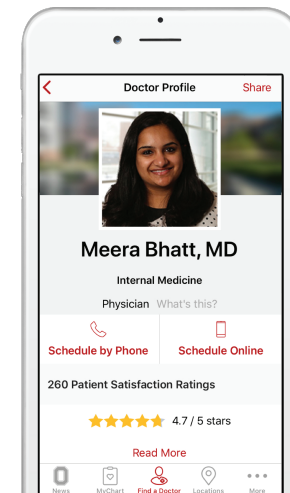 Doctor Profile Share
Meera Bhatt, MD
Internal Medicine
Physician What's this?
Schedule by Phone Schedule Online
260 Patient Satisfaction Ratings
4.7 / 5 stars
Read More
News MyChart Find a Doctor Locations More